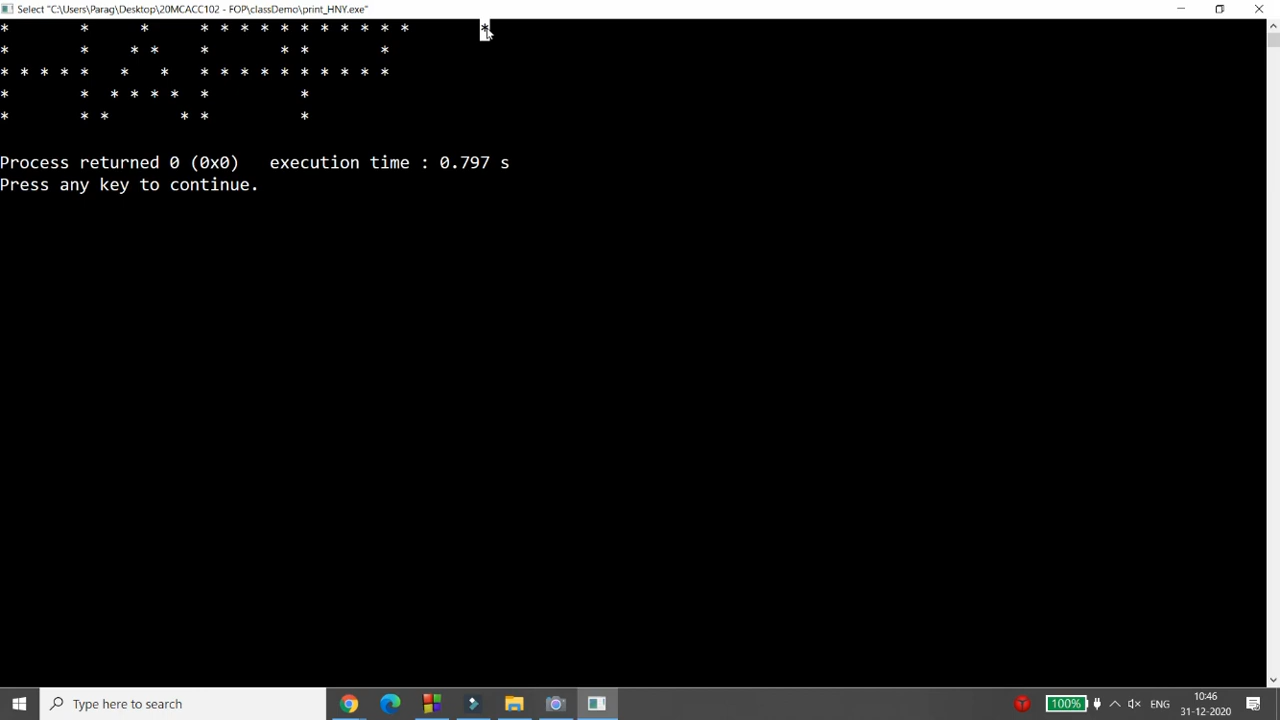 Select "C:\Users\Parag\Desktop\20MCACC102 - FOP\classDemo\print_HNY.exe"
*       *     *     * * * * * * * * * * *       *
*       *    * *    *       * *       *
* * * * *   *   *   * * * * * * * * * *
*       *  * * * *  *         *
*       * *       * *         *
Process returned 0 (0x0)   execution time : 0.797 s
Press any key to continue.
Type here to search
100%
ENG
10:46
31-12-2020